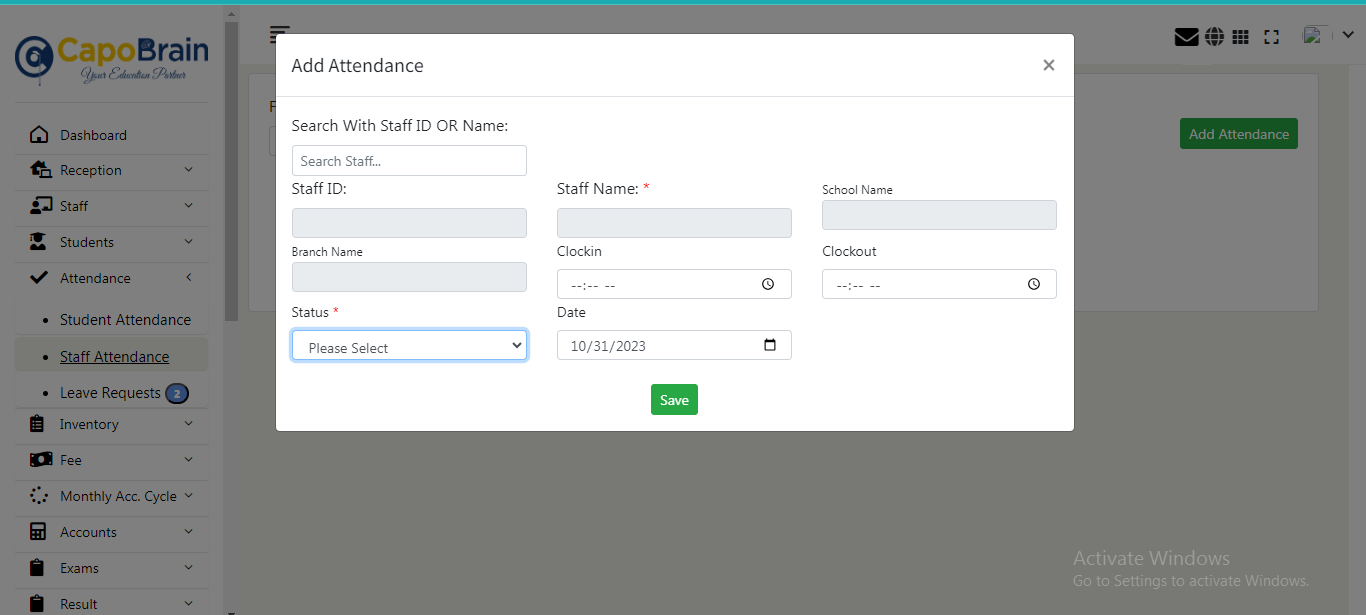 CapoBrain
Your Education Partner
Dashboard
Reception
Staff
Students
Attendance
Student Attendance
Staff Attendance
Leave Requests 2
Inventory
Fee
Monthly Acc. Cycle
Accounts
Exams
Result
Add Attendance
Add Attendance
×
Search With Staff ID OR Name:
Search Staff...
Staff ID:
Staff Name: *
School Name
Branch Name
Clockin
Clockout
--:-- --
--:-- --
Status *
Date
Please Select
10/31/2023
Save
Activate Windows
Go to Settings to activate Windows.